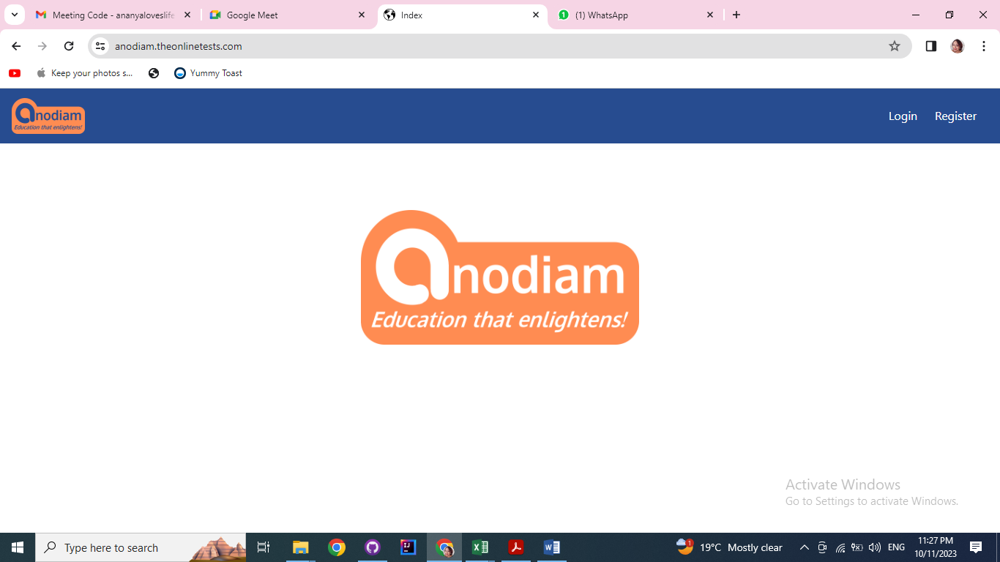 Meeting Code - ananyaloveslife
Google Meet
Index
(1) WhatsApp
anodiam.theonlinetests.com
Keep your photos s...
Yummy Toast
anodiam
Education that enlightens!
Login
Register
anodiam
Education that enlightens!
Activate Windows
Go to Settings to activate Windows.
Type here to search
1
19°C Mostly clear
ENG
11:27 PM
10/11/2023